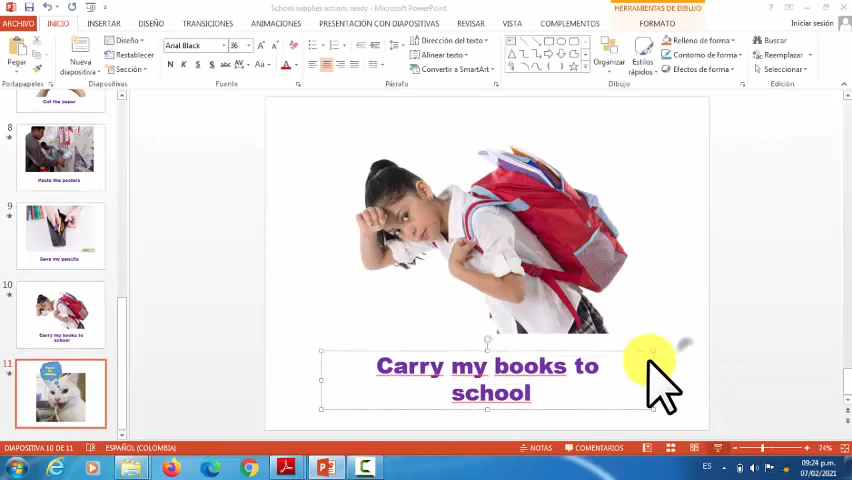 School supplies actions ready - Microsoft PowerPoint
HERRAMIENTAS DE DIBUJO
ARCHIVO INICIO INSERTAR DISEÑO TRANSICIONES ANIMACIONES PRESENTACIÓN CON DIAPOSITIVAS REVISAR VISTA COMPLEMENTOS FORMATO Iniciar sesión
Pegar
Nueva diapositiva
Diseño
Restablecer
Sección
Arial Black 36
N K S S abc AV Aa A
Dirección del texto
Alinear texto
Convertir a SmartArt
Organizar
Estilos rápidos
Relleno de forma
Contorno de forma
Efectos de forma
Buscar
Reemplazar
Seleccionar
Portapapeles Diapositivas Fuente Párrafo Dibujo Edición
Cut the paper
8
Paste the posters
9
Save my pencils
10
Carry my books to
school
11
Carry my books to
school
DIAPOSITIVA 10 DE 11 ESPAÑOL (COLOMBIA) NOTAS COMENTARIOS 74%
ES 09:24 p.m.
07/02/2021